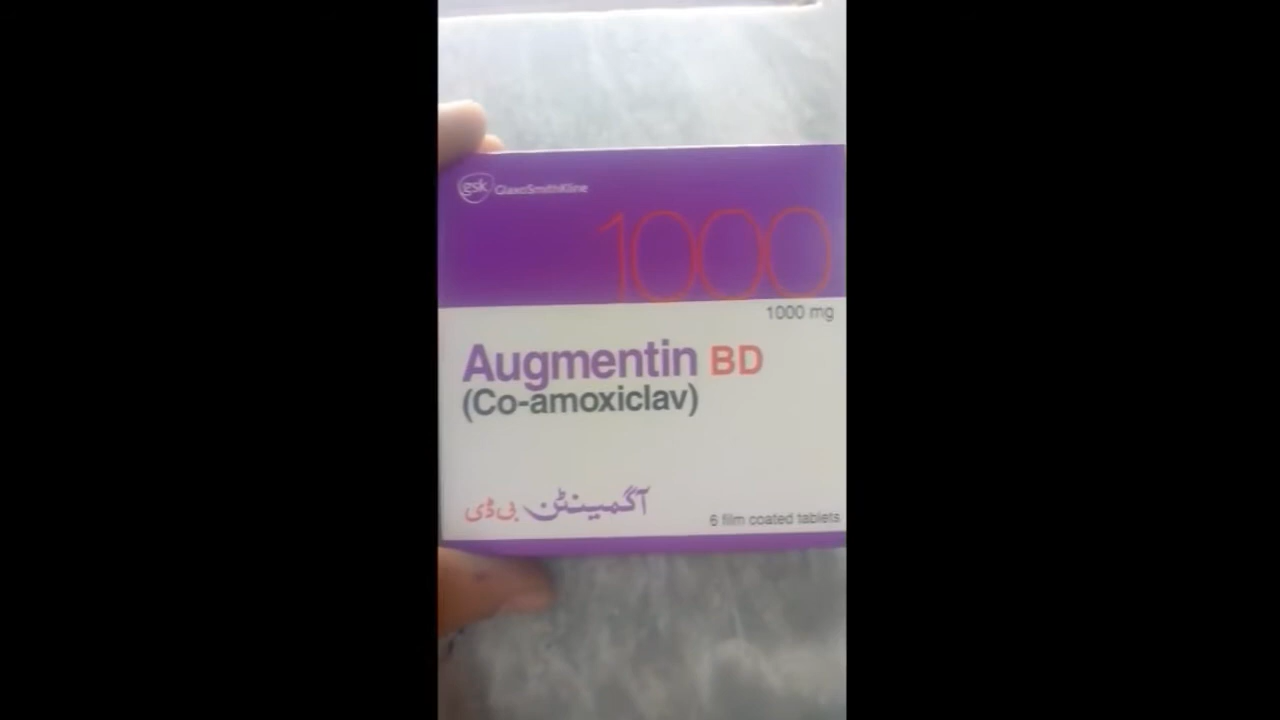 gsk GlaxoSmithKline
1000
1000 mg
Augmentin BD
(Co-amoxiclav)
آگمینٹن بی ڈی
6 film coated tablets